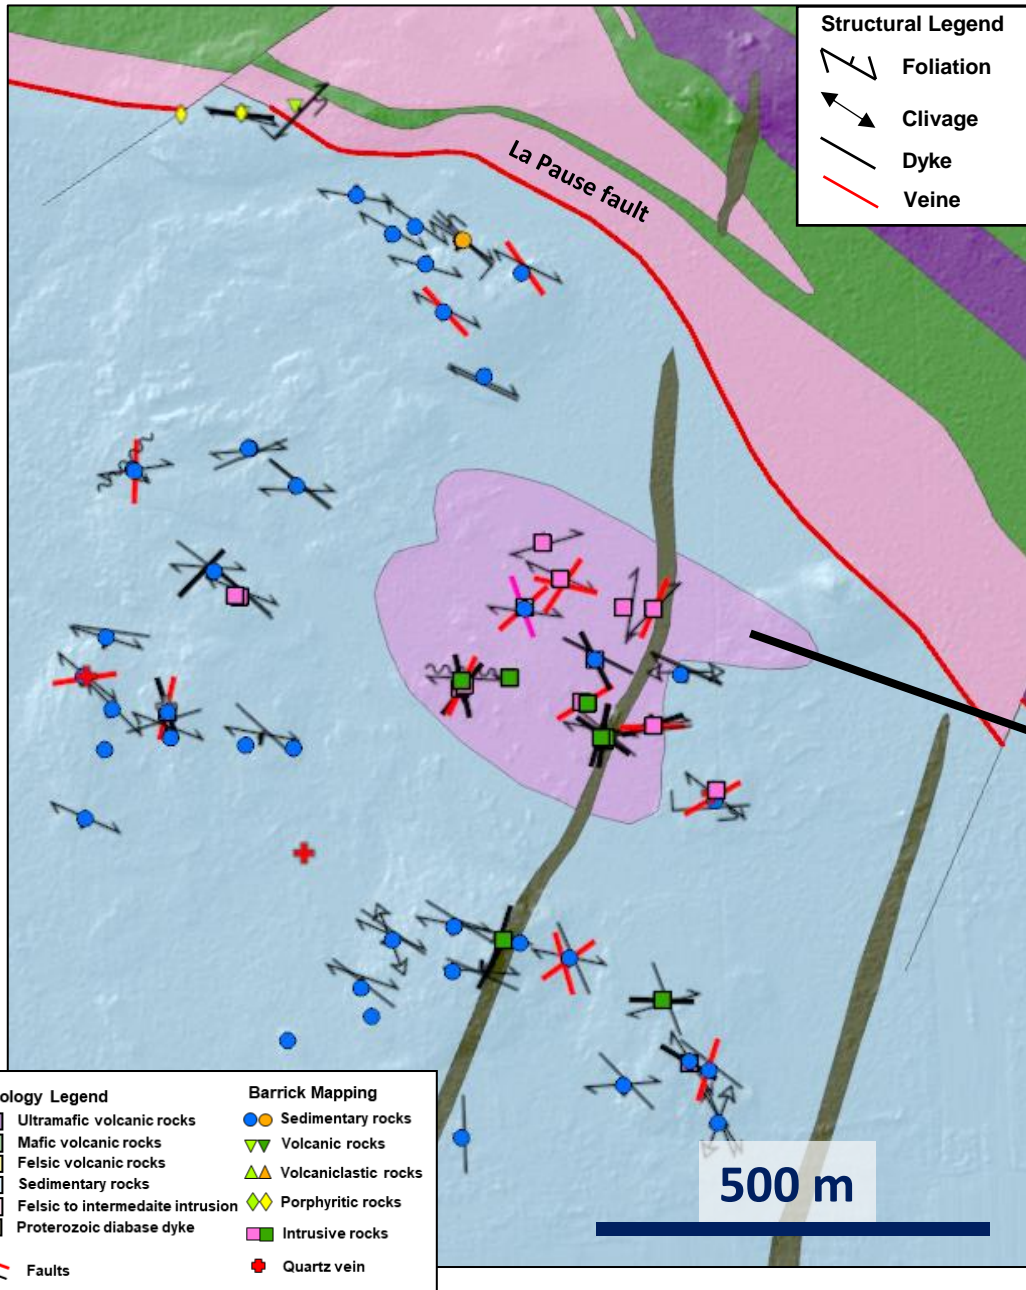 Structural Legend
Foliation
Clivage
Dyke
Veine
La Pause fault
500 m
ology Legend
Ultramafic volcanic rocks
Mafic volcanic rocks
Felsic volcanic rocks
Sedimentary rocks
Felsic to intermedaite intrusion
Proterozoic diabase dyke
Faults
Barrick Mapping
Sedimentary rocks
Volcanic rocks
Volcaniclastic rocks
Porphyritic rocks
Intrusive rocks
Quartz vein